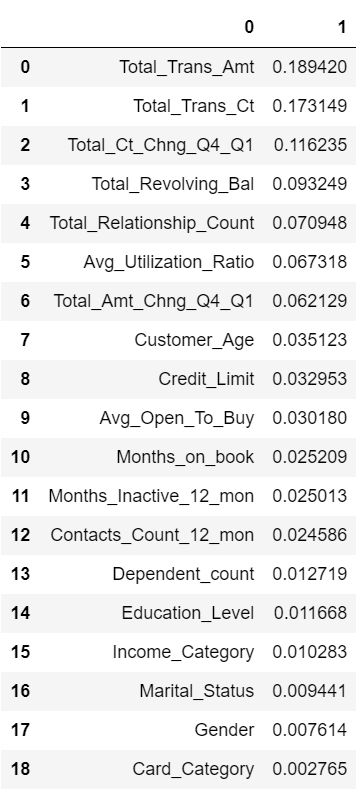 0 1
0 Total_Trans_Amt 0.189420
1 Total_Trans_Ct 0.173149
2 Total_Ct_Chng_Q4_Q1 0.116235
3 Total_Revolving_Bal 0.093249
4 Total_Relationship_Count 0.070948
5 Avg_Utilization_Ratio 0.067318
6 Total_Amt_Chng_Q4_Q1 0.062129
7 Customer_Age 0.035123
8 Credit_Limit 0.032953
9 Avg_Open_To_Buy 0.030180
10 Months_on_book 0.025209
11 Months_Inactive_12_mon 0.025013
12 Contacts_Count_12_mon 0.024586
13 Dependent_count 0.012719
14 Education_Level 0.011668
15 Income_Category 0.010283
16 Marital_Status 0.009441
17 Gender 0.007614
18 Card_Category 0.002765